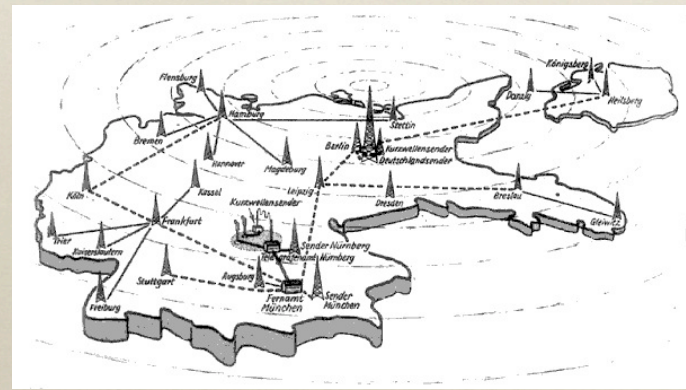 Flensburg
Hamburg
Bremen
Hannover
Magdeburg
Stettin
Königsberg
Danzig
Heilsberg
Berlin
Kurzwellensender
Deutschlandsender
Köln
Kassel
Leipzig
Dresden
Breslau
Gleiwitz
Kurzwellensender
Frankfurt
Trier
Kaiserslautern
Sender Nürnberg
Telegrafenamt Nürnberg
Stuttgart
Augsburg
Freiburg
Fernamt
München
Sender
München